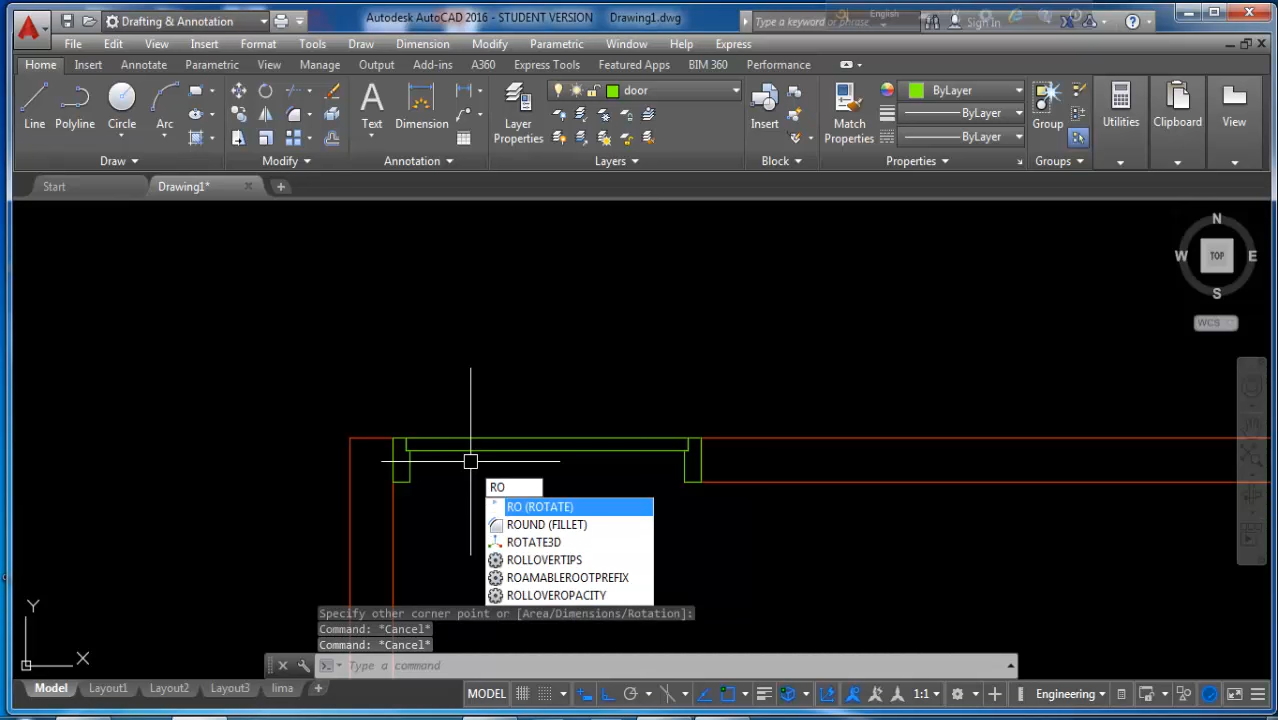 Drafting & Annotation
Autodesk AutoCAD 2016 - STUDENT VERSION Drawing1.dwg
Type a keyword or phrase
English
Sign In
File Edit View Insert Format Tools Draw Dimension Modify Parametric Window Help Express
Home Insert Annotate Parametric View Manage Output Add-ins A360 Express Tools Featured Apps BIM 360 Performance
door
ByLayer
Line Polyline Circle Arc Text Dimension Layer Properties Insert Match Properties ByLayer Group Utilities Clipboard View
ByLayer
Draw Modify Annotation Layers Block Properties Groups
Start Drawing1*
N
W TOP E
S
WCS
RO
RO (ROTATE)
ROUND (FILLET)
ROTATE3D
ROLLOVERTIPS
ROAMABLEROOTPREFIX
ROLLOVEROPACITY
Y
X
Specify other corner point or [Area/Dimensions/Rotation]:
Command: *Cancel*
Command: *Cancel*
Type a command
Model Layout1 Layout2 Layout3 lima
MODEL 1:1 Engineering